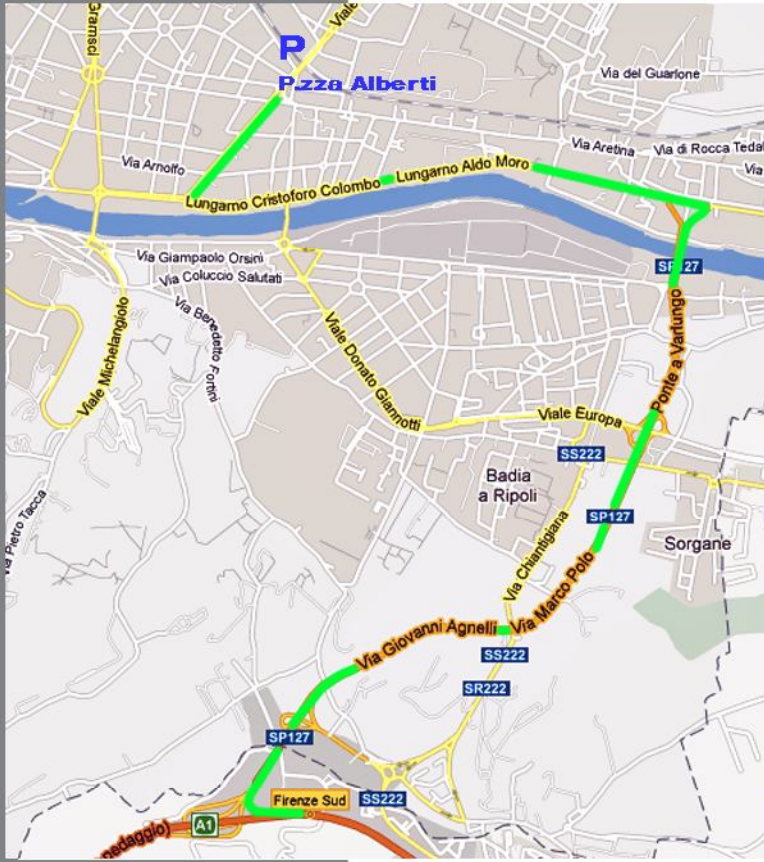 Gramsci
Viale
P
P.zza Alberti
Via del Guarlone
Via Arnolfo
Via Aretina
Via di Rocca Tedal
Via
Lungarno Cristoforo Colombo
Lungarno Aldo Moro
Via Giampaolo Orsini
Via Coluccio Salutati
SP127
Via Benedetto Fortini
Viale Michelangiolo
Viale Donato Giannotti
Ponte a Varlungo
Viale Europa
SS222
Badia
a Ripoli
SP127
Via Pietro Tacca
Sorgane
Via Chiantigiana
Via Marco Polo
Via Giovanni Agnelli
SS222
SR222
SP127
Firenze Sud
SS222
A1
nedaggio)